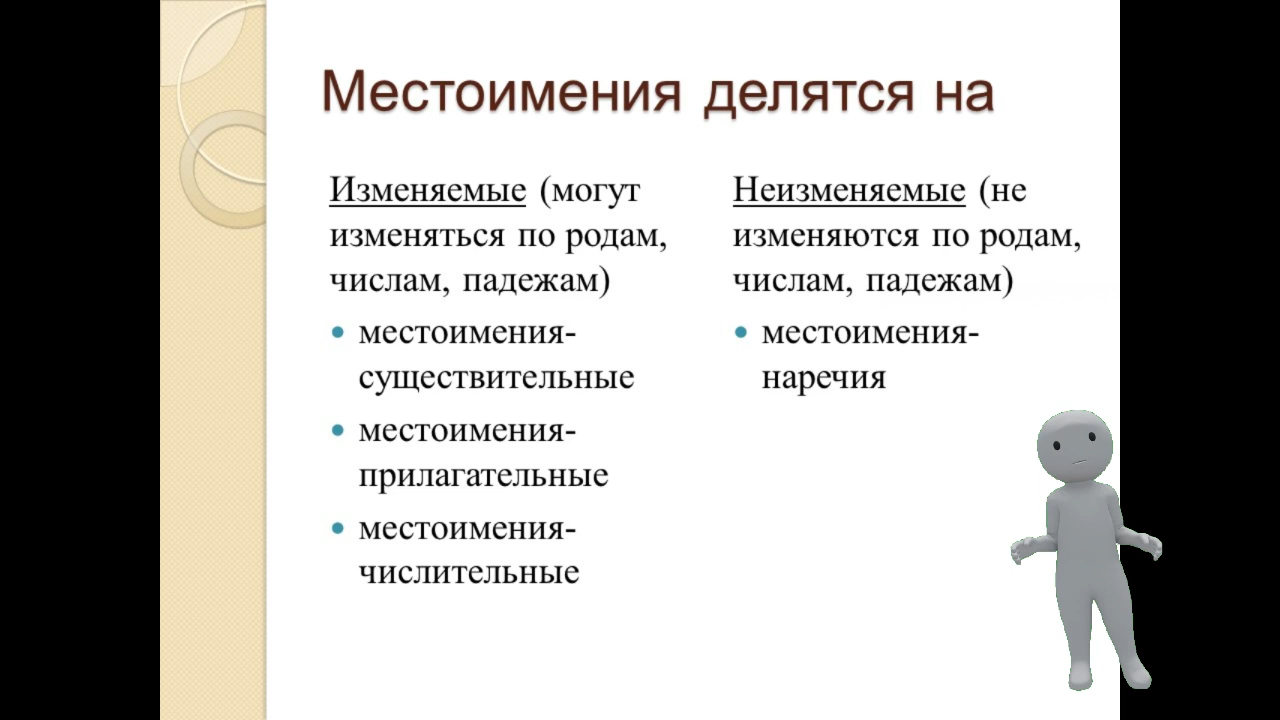 Местоимения делятся на
Изменяемые (могут
изменяться по родам,
числам, падежам)
местоимения-
существительные
местоимения-
прилагательные
местоимения-
числительные
Неизменяемые (не
изменяются по родам,
числам, падежам)
местоимения-
наречия